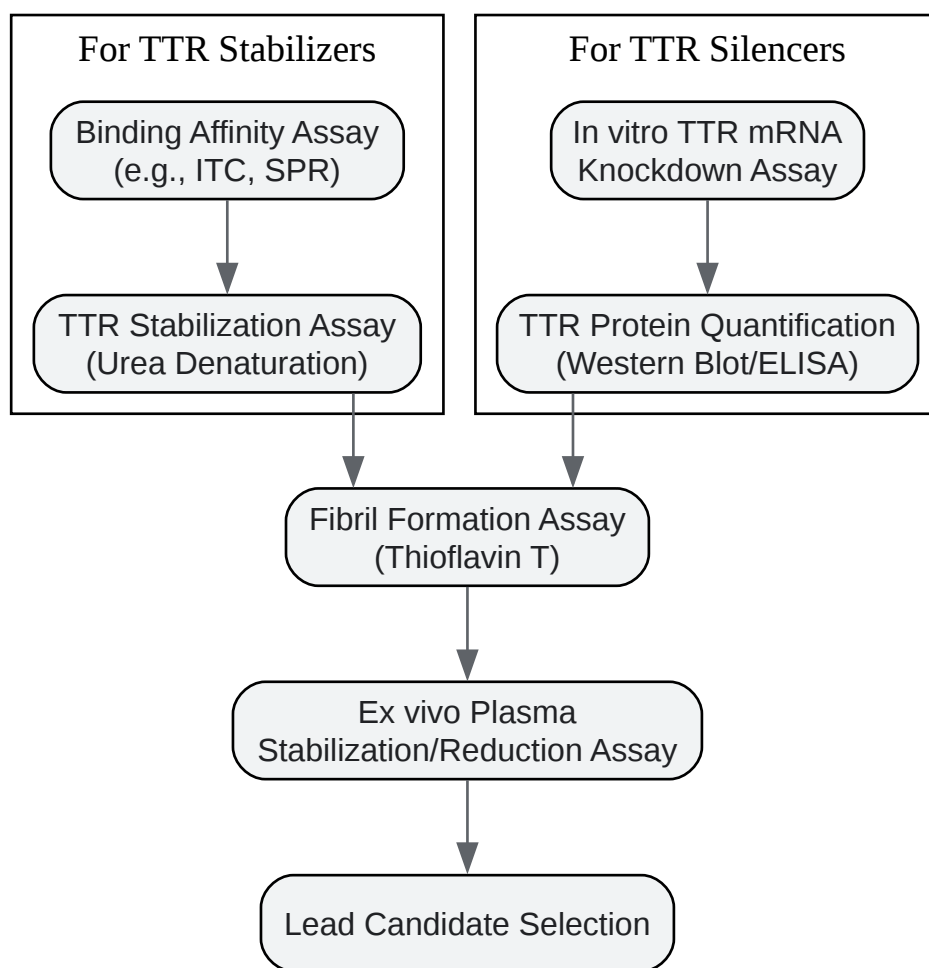 For TTR Stabilizers
Binding Affinity Assay
(e.g., ITC, SPR)
TTR Stabilization Assay
(Urea Denaturation)
For TTR Silencers
In vitro TTR mRNA
Knockdown Assay
TTR Protein Quantification
(Western Blot/ELISA)
Fibril Formation Assay
(Thioflavin T)
Ex vivo Plasma
Stabilization/Reduction Assay
Lead Candidate Selection